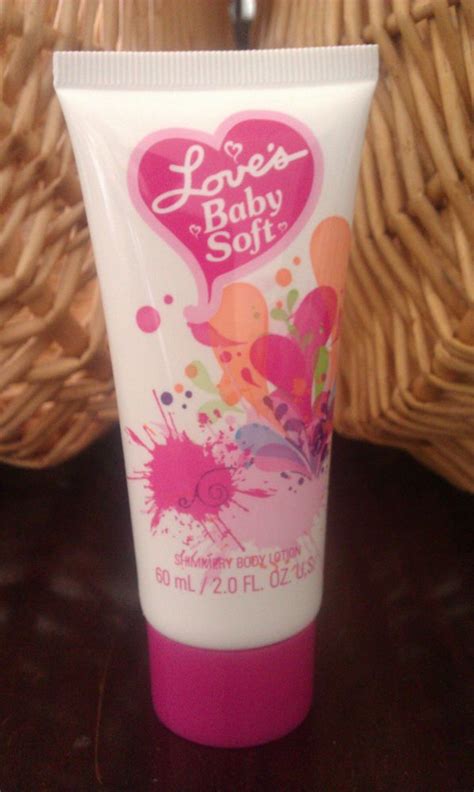 Love's
Baby
Soft
SHIMMERY BODY LOTION
60 mL / 2.0 FL. OZ. U.S.